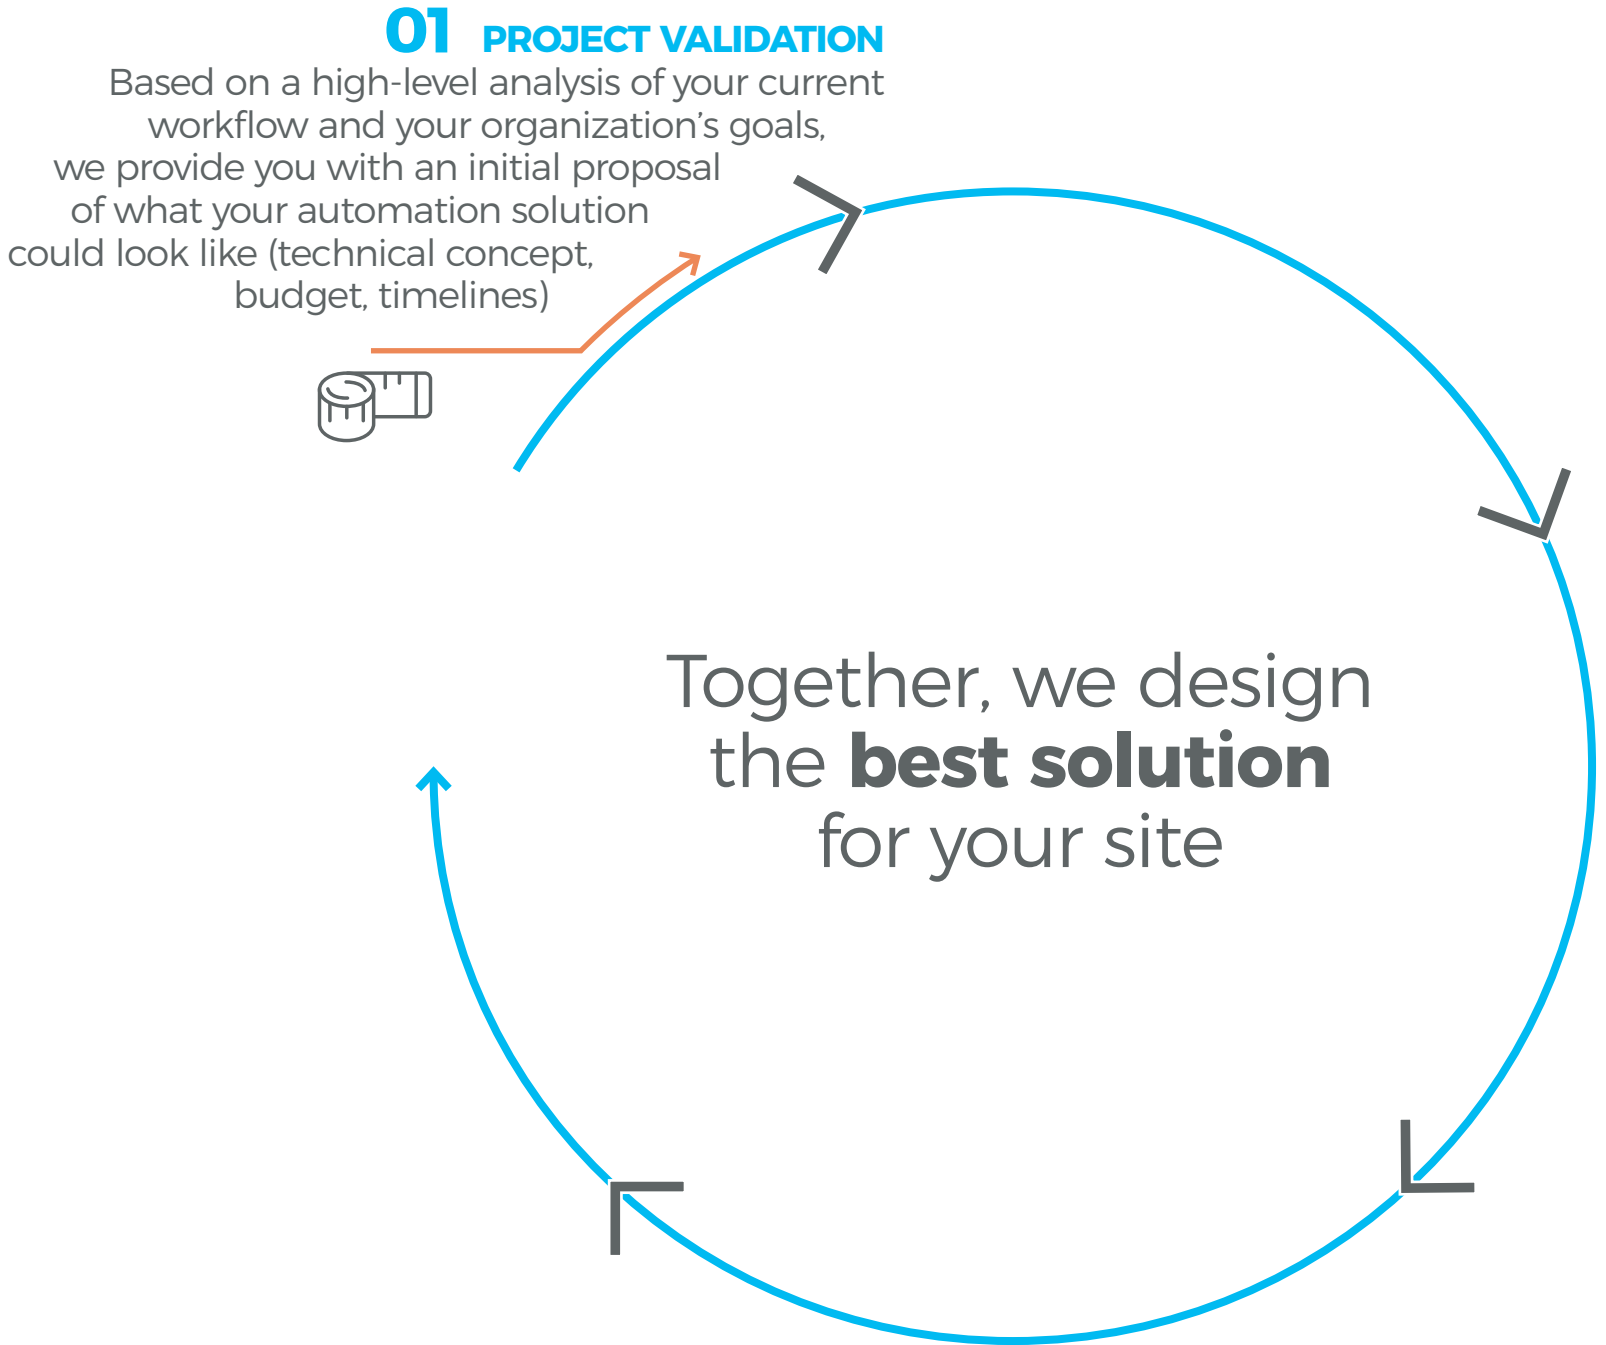 01 PROJECT VALIDATION
Based on a high-level analysis of your current
workflow and your organization’s goals,
we provide you with an initial proposal
of what your automation solution
could look like (technical concept,
budget, timelines)
Together, we design
the best solution
for your site